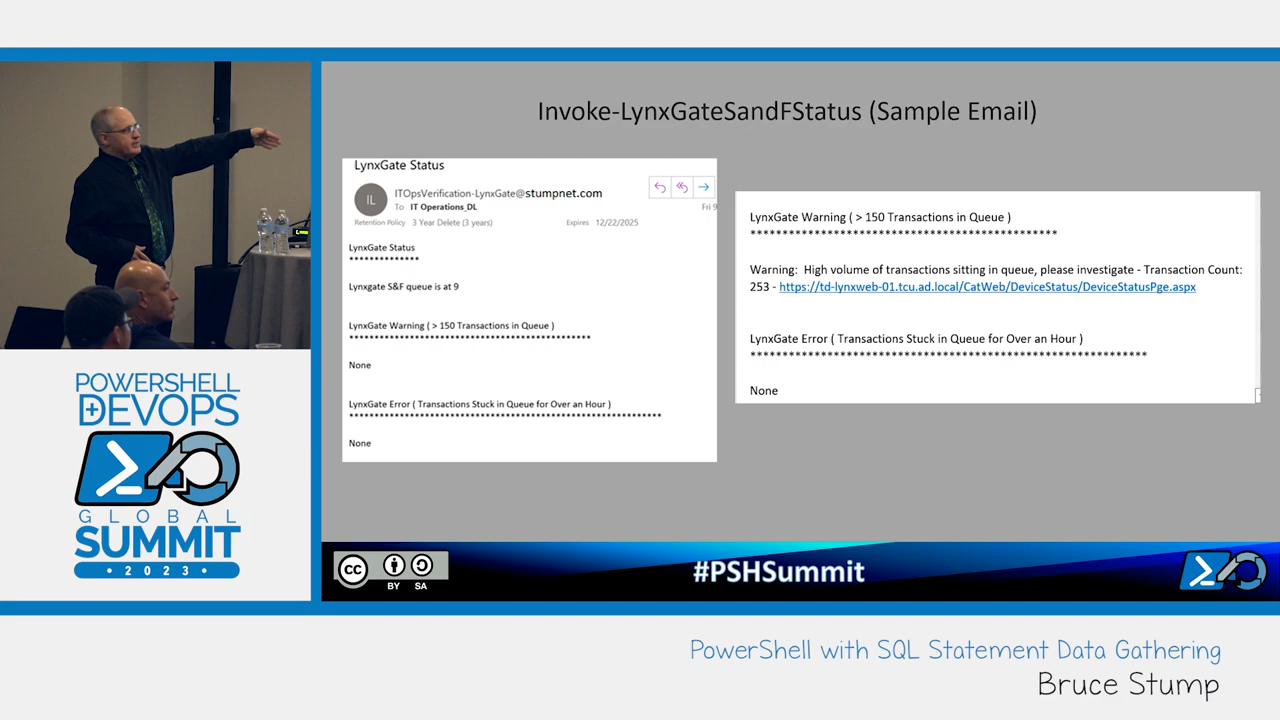 Invoke-LynxGateSandFStatus (Sample Email)
LynxGate Status
IL
ITOpsVerification-LynxGate@stumpnet.com
To IT Operations_DL
Fri 9
Retention Policy 3 Year Delete (3 years) Expires 12/22/2025
LynxGate Status
**************
Lynxgate S&F queue is at 9
LynxGate Warning ( > 150 Transactions in Queue )
************************************************
None
LynxGate Error ( Transactions Stuck in Queue for Over an Hour )
**************************************************************
None
LynxGate Warning ( > 150 Transactions in Queue )
************************************************
Warning: High volume of transactions sitting in queue, please investigate - Transaction Count:
253 - https://td-lynxweb-01.tcu.ad.local/CatWeb/DeviceStatus/DeviceStatusPge.aspx
LynxGate Error ( Transactions Stuck in Queue for Over an Hour )
**************************************************************
None
POWERSHELL
+DEVOPS
GLOBAL
SUMMIT
• 2023 •
CC
BY SA
#PSHSummit
PowerShell with SQL Statement Data Gathering
Bruce Stump